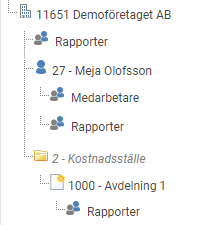 11651 Demoföretaget AB
Rapporter
27 - Meja Olofsson
Medarbetare
Rapporter
2 - Kostnadsställe
1000 - Avdelning 1
Rapporter